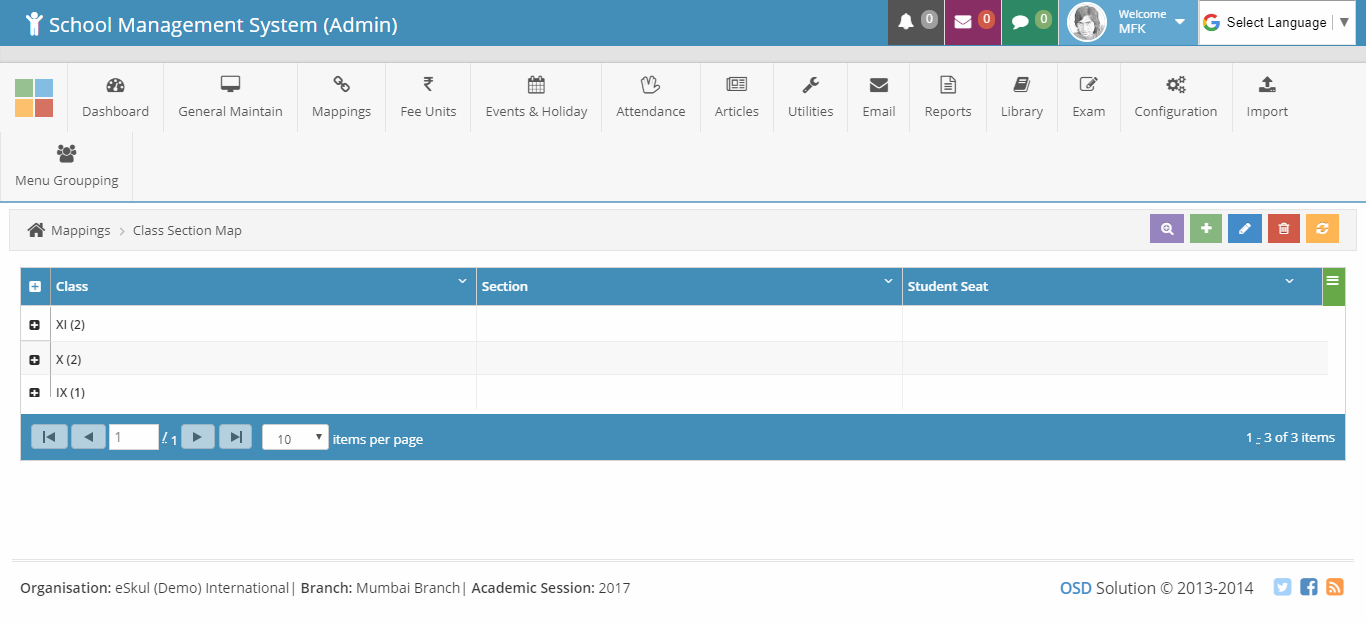 School Management System (Admin)
0
0
0
Welcome
MFK
Select Language
Dashboard
General Maintain
Mappings
Fee Units
Events & Holiday
Attendance
Articles
Utilities
Email
Reports
Library
Exam
Configuration
Import
Menu Groupping
Mappings > Class Section Map
Class Section Student Seat
XI (2)
X (2)
IX (1)
1 / 1 10 items per page 1 - 3 of 3 items
Organisation: eSkul (Demo) International| Branch: Mumbai Branch| Academic Session: 2017
OSD Solution © 2013-2014